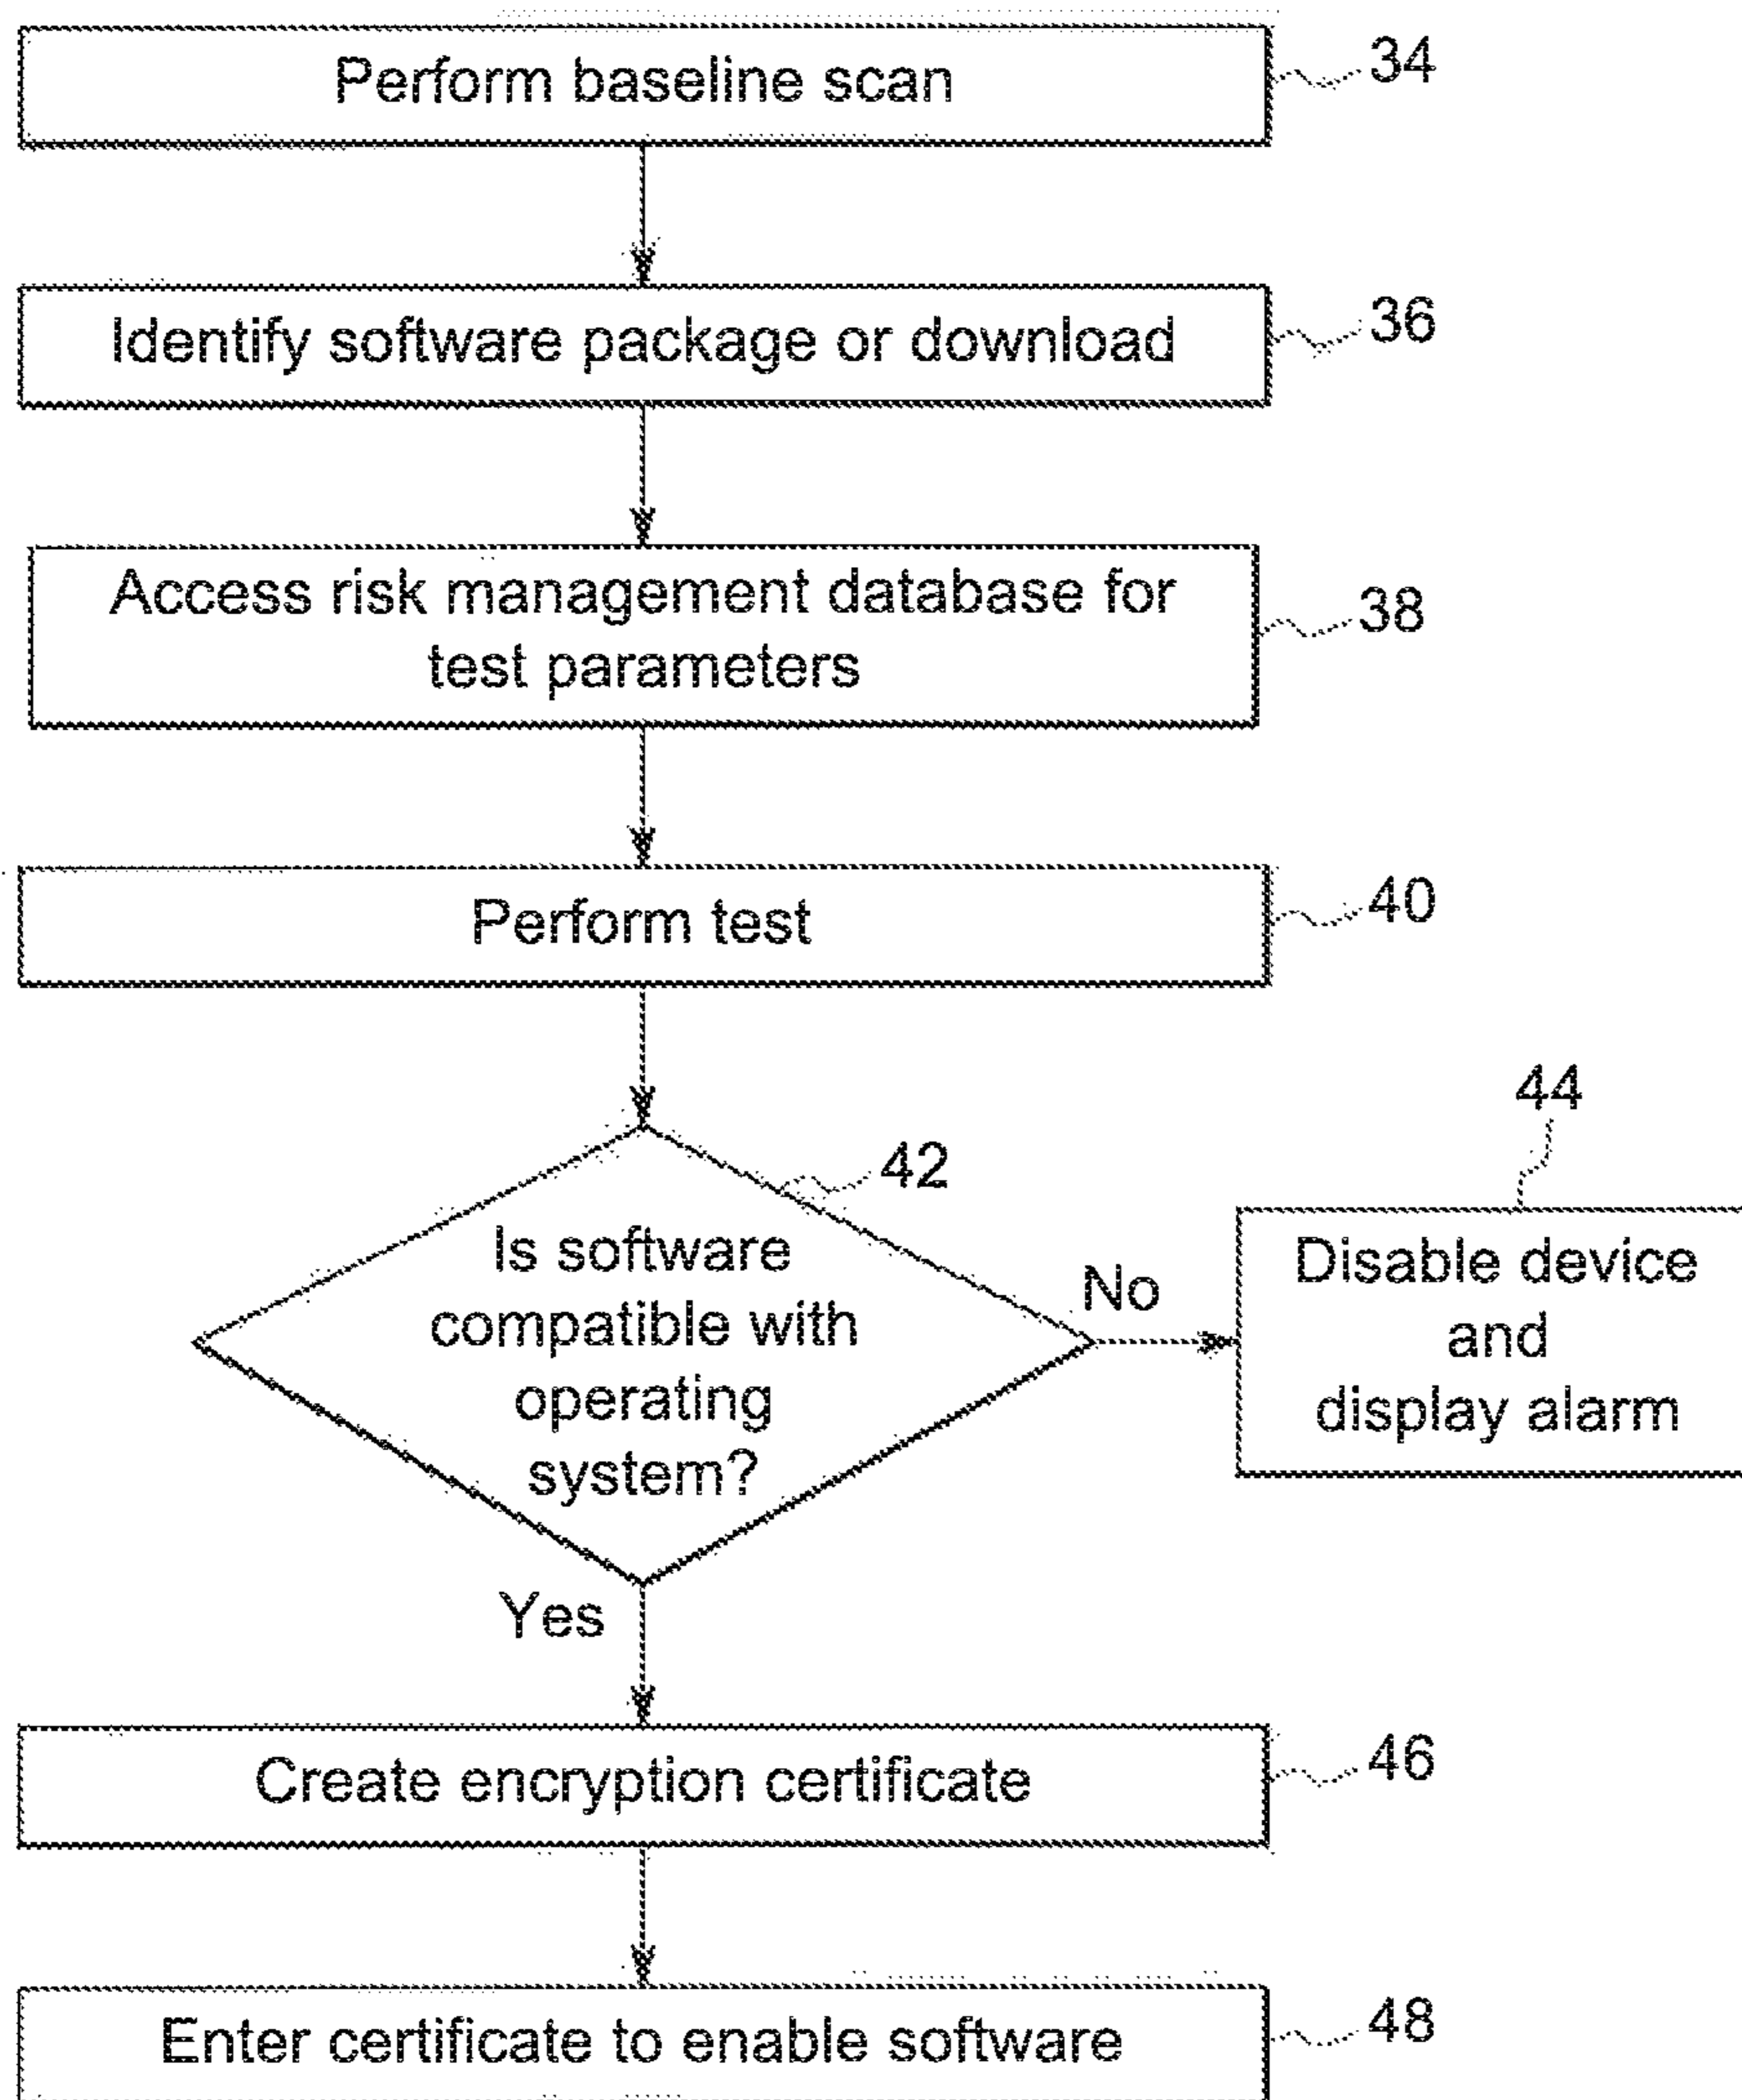 Perform baseline scan
34
Identify software package or download
36
Access risk management database for
test parameters
38
Perform test
40
42
Is software
compatible with
operating
system?
No
44
Disable device
and
display alarm
Yes
Create encryption certificate
46
Enter certificate to enable software
48